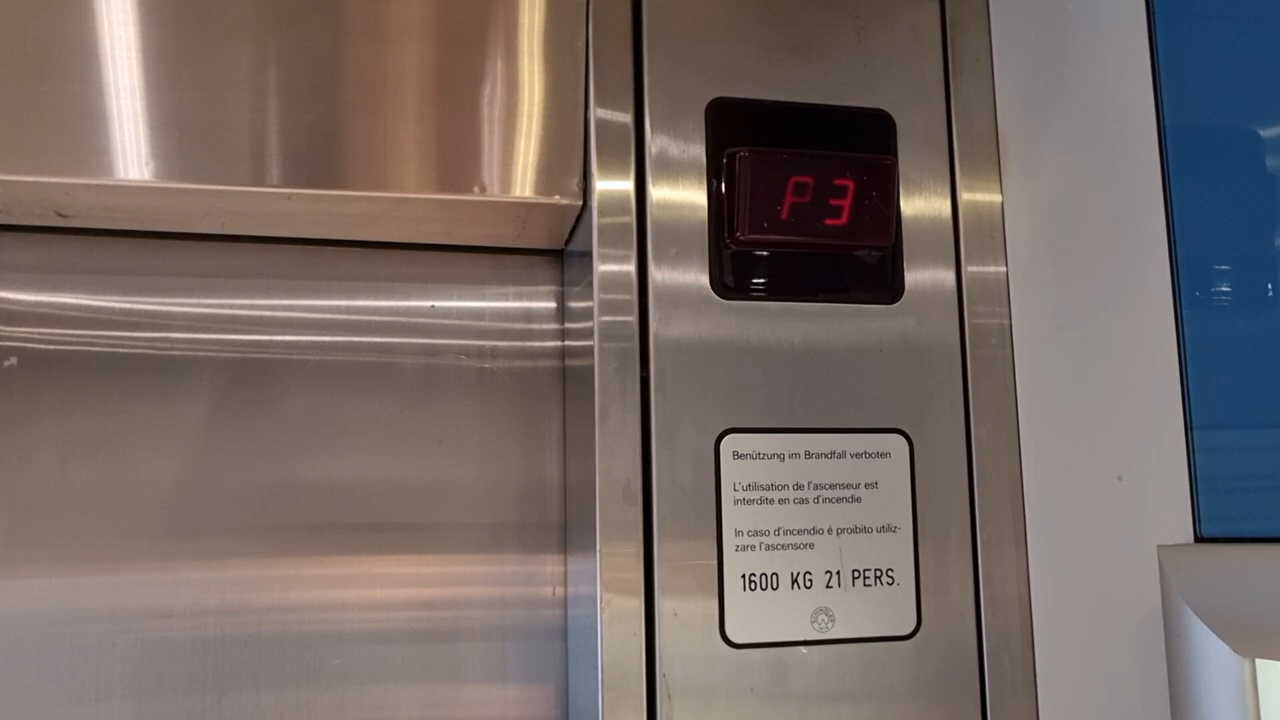 P3
Benützung im Brandfall verboten
L'utilisation de l'ascenseur est
interdite en cas d'incendie
In caso d'incendio é proibito utiliz-
zare l'ascensore
1600 KG 21 PERS.